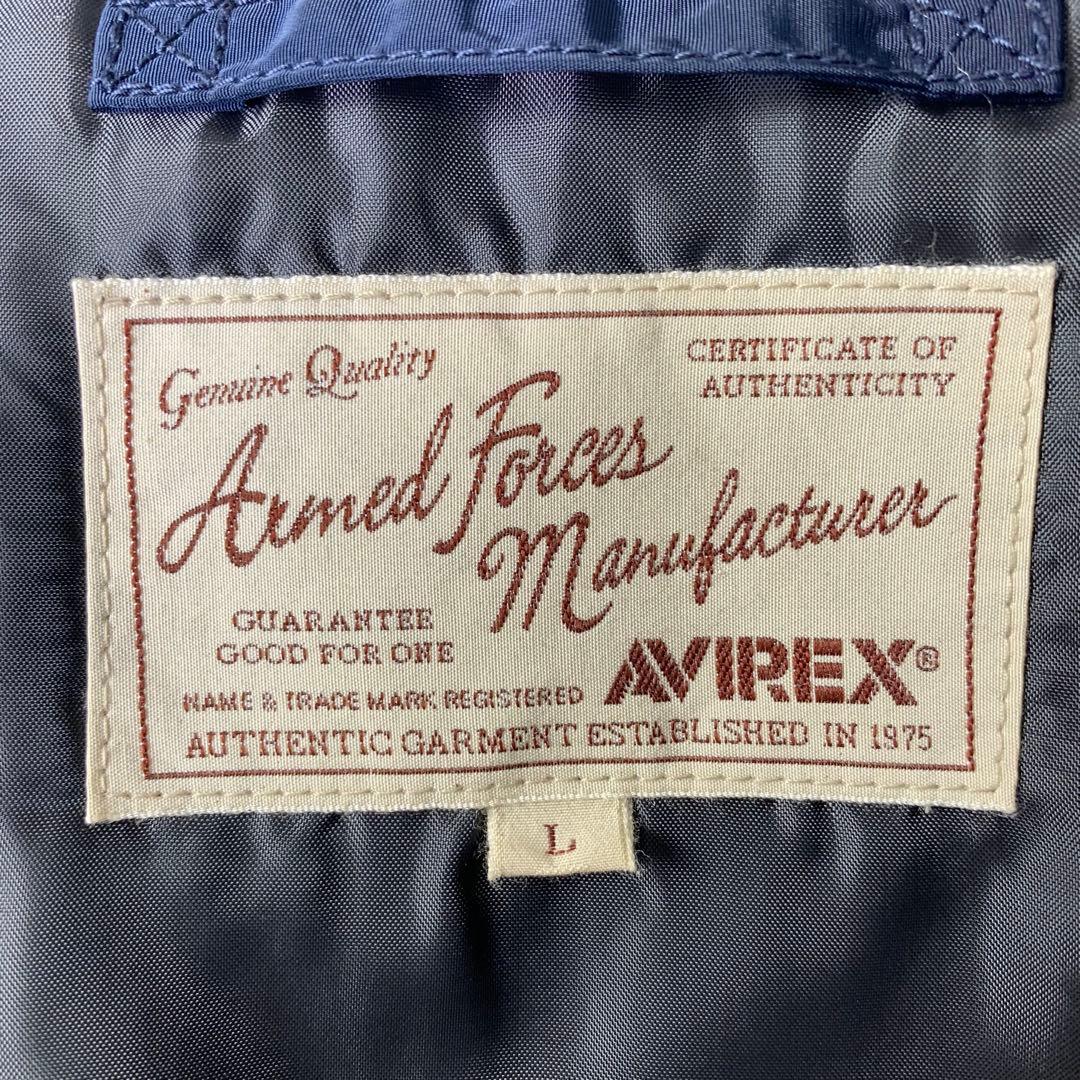 Genuine Quality
CERTIFICATE OF
AUTHENTICITY
Armed Forces
Manufacturer
GUARANTEE
GOOD FOR ONE
AVIREX®
NAME & TRADE MARK REGISTERED
AUTHENTIC GARMENT ESTABLISHED IN 1975
L